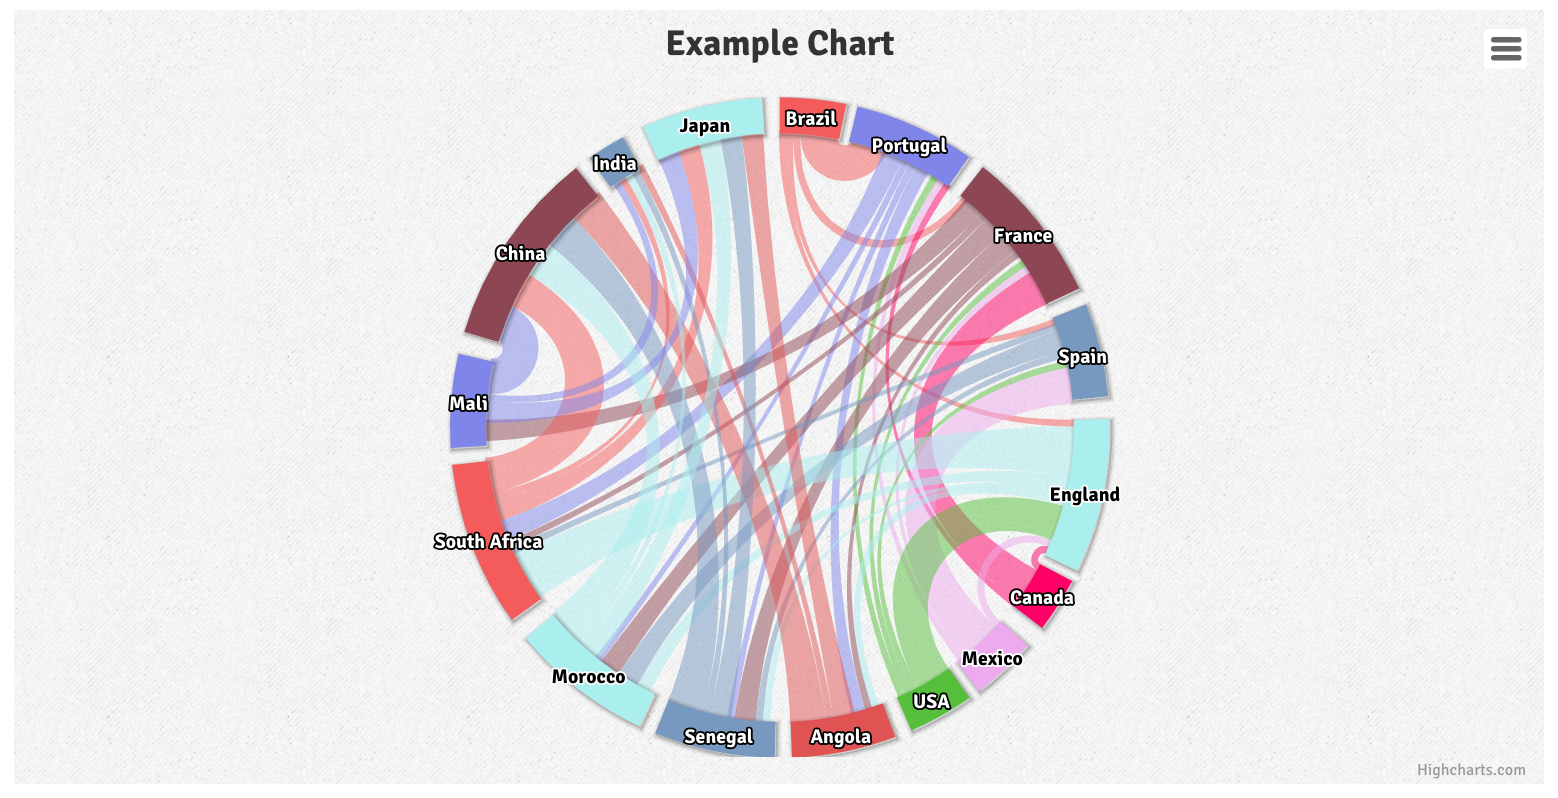 Example Chart
Brazil
Portugal
France
Spain
England
Canada
Mexico
USA
Angola
Senegal
Morocco
South Africa
Mali
China
India
Japan
Highcharts.com